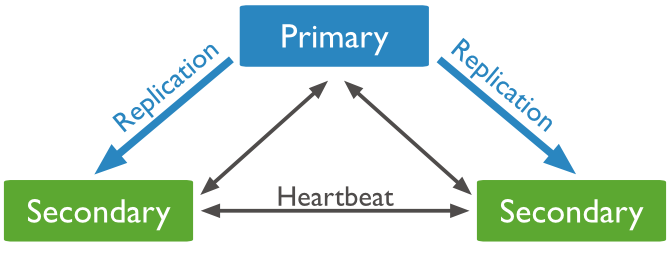 Primary
Replication
Replication
Heartbeat
Secondary
Secondary